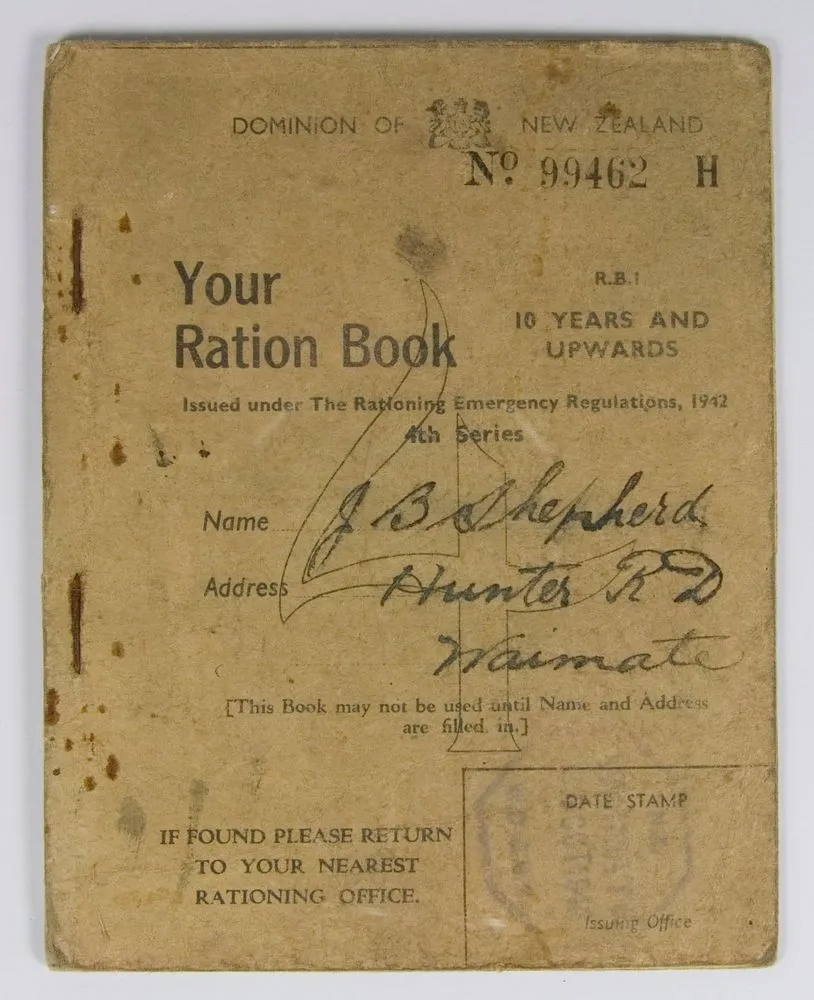 DOMINION OF NEW ZEALAND
No. 99462 H
Your
Ration Book
R.B.1
10 YEARS AND
UPWARDS
Issued under The Rationing Emergency Regulations, 1942
4th Series
Name J B Shepherd
Address Hunter R D
Waimate
[This Book may not be used until Name and Address
are filled in.]
IF FOUND PLEASE RETURN
TO YOUR NEAREST
RATIONING OFFICE.
DATE STAMP
Issuing Office
4